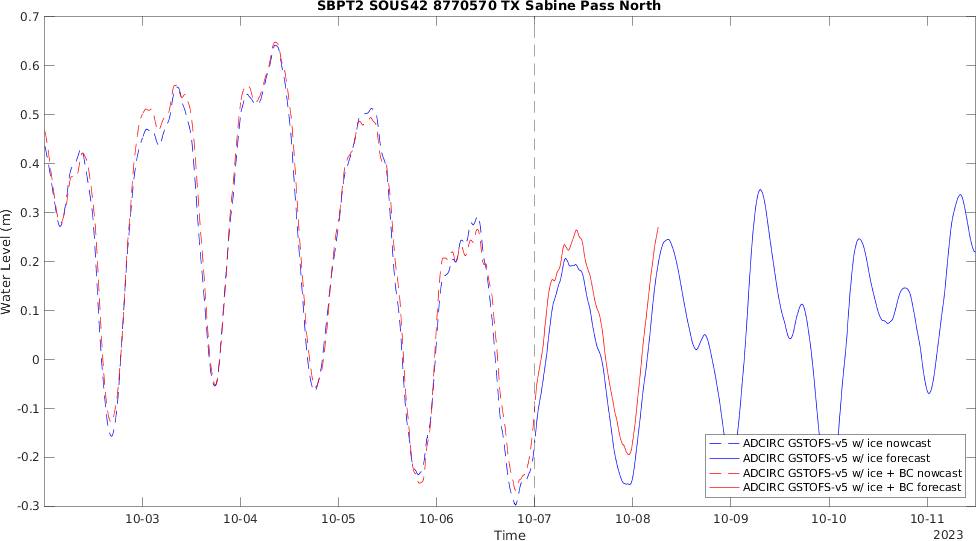 SBPT2 SOUS42 8770570 TX Sabine Pass North
0.7
0.6
0.5
0.4
0.3
0.2
0.1
0
-0.1
-0.2
-0.3
Water Level (m)
ADCIRC GSTOFS-v5 w/ ice nowcast
ADCIRC GSTOFS-v5 w/ ice forecast
ADCIRC GSTOFS-v5 w/ ice + BC nowcast
ADCIRC GSTOFS-v5 w/ ice + BC forecast
10-03 10-04 10-05 10-06 10-07 10-08 10-09 10-10 10-11
Time
2023